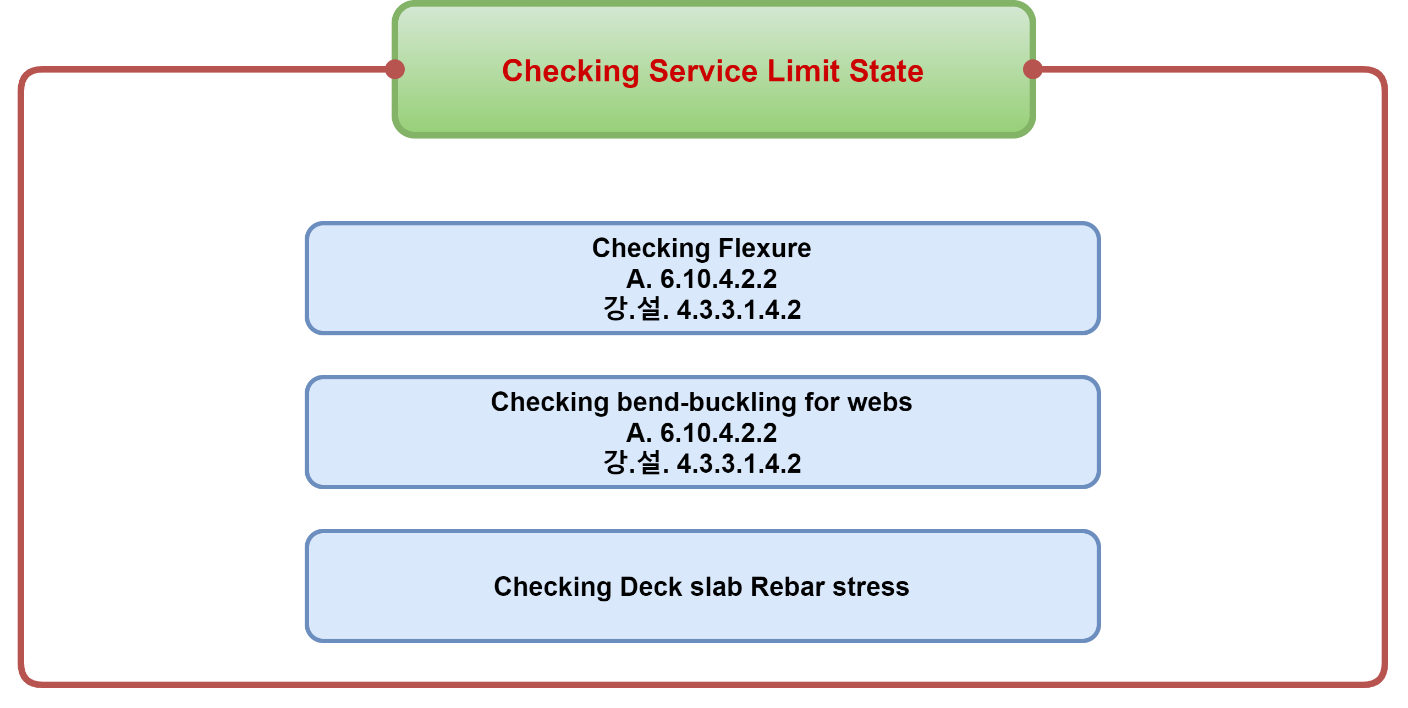 Checking Service Limit State
Checking Flexure
A. 6.10.4.2.2
강.설. 4.3.3.1.4.2
Checking bend-buckling for webs
A. 6.10.4.2.2
강.설. 4.3.3.1.4.2
Checking Deck slab Rebar stress